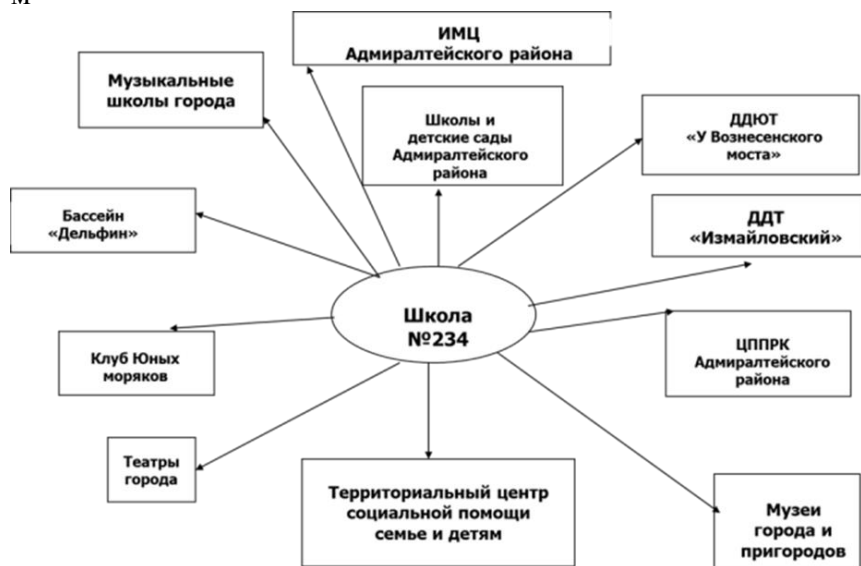 м
ИМЦ
Адмиралтейского района
Музыкальные
школы города
Школы и
детские сады
Адмиралтейского
района
ДДЮТ
«У Вознесенского
моста»
Бассейн
«Дельфин»
ДДТ
«Измайловский»
Школа
№234
Клуб Юных
моряков
ЦППРК
Адмиралтейского
района
Театры
города
Территориальный центр
социальной помощи
семье и детям
Музеи
города и
пригородов